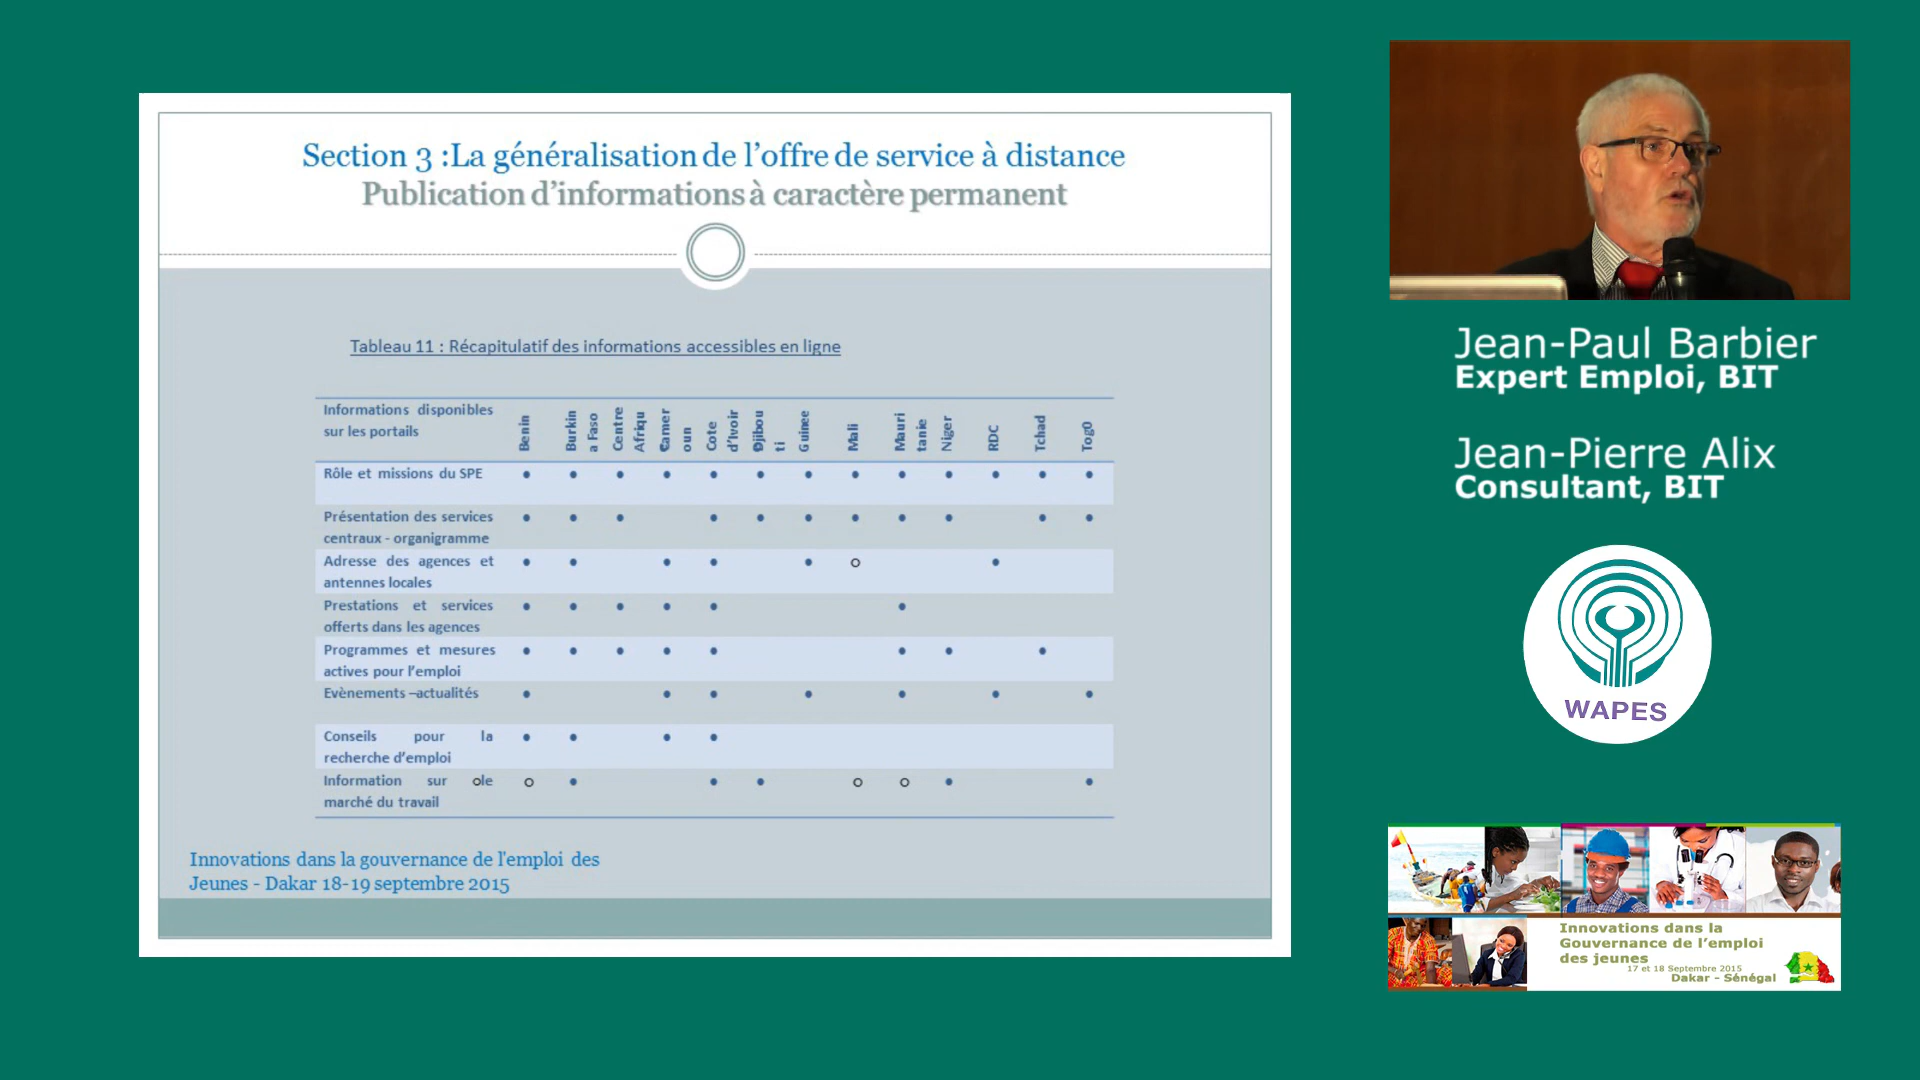 Section 3 :La généralisation de l'offre de service à distance
Publication d'informations à caractère permanent
Tableau 11 : Récapitulatif des informations accessibles en ligne
Informations disponibles
sur les portails
Benin
Burkin
a Faso
Centre
Afriqu
Camer
oun
Cote
d'Ivoir
Djibou
ti
Guinee
Mali
Mauri
tanie
Niger
RDC
Tchad
Tog0
Rôle et missions du SPE
Présentation des services
centraux - organigramme
Adresse des agences et
antennes locales
Prestations et services
offerts dans les agences
Programmes et mesures
actives pour l'emploi
Evènements –actualités
Conseils pour la
recherche d'emploi
Information sur le
marché du travail
Innovations dans la gouvernance de l'emploi des
Jeunes - Dakar 18-19 septembre 2015
Jean-Paul Barbier
Expert Emploi, BIT
Jean-Pierre Alix
Consultant, BIT
WAPES
Innovations dans la
Gouvernance de l'emploi
des jeunes
17 et 18 Septembre 2015
Dakar - Sénégal